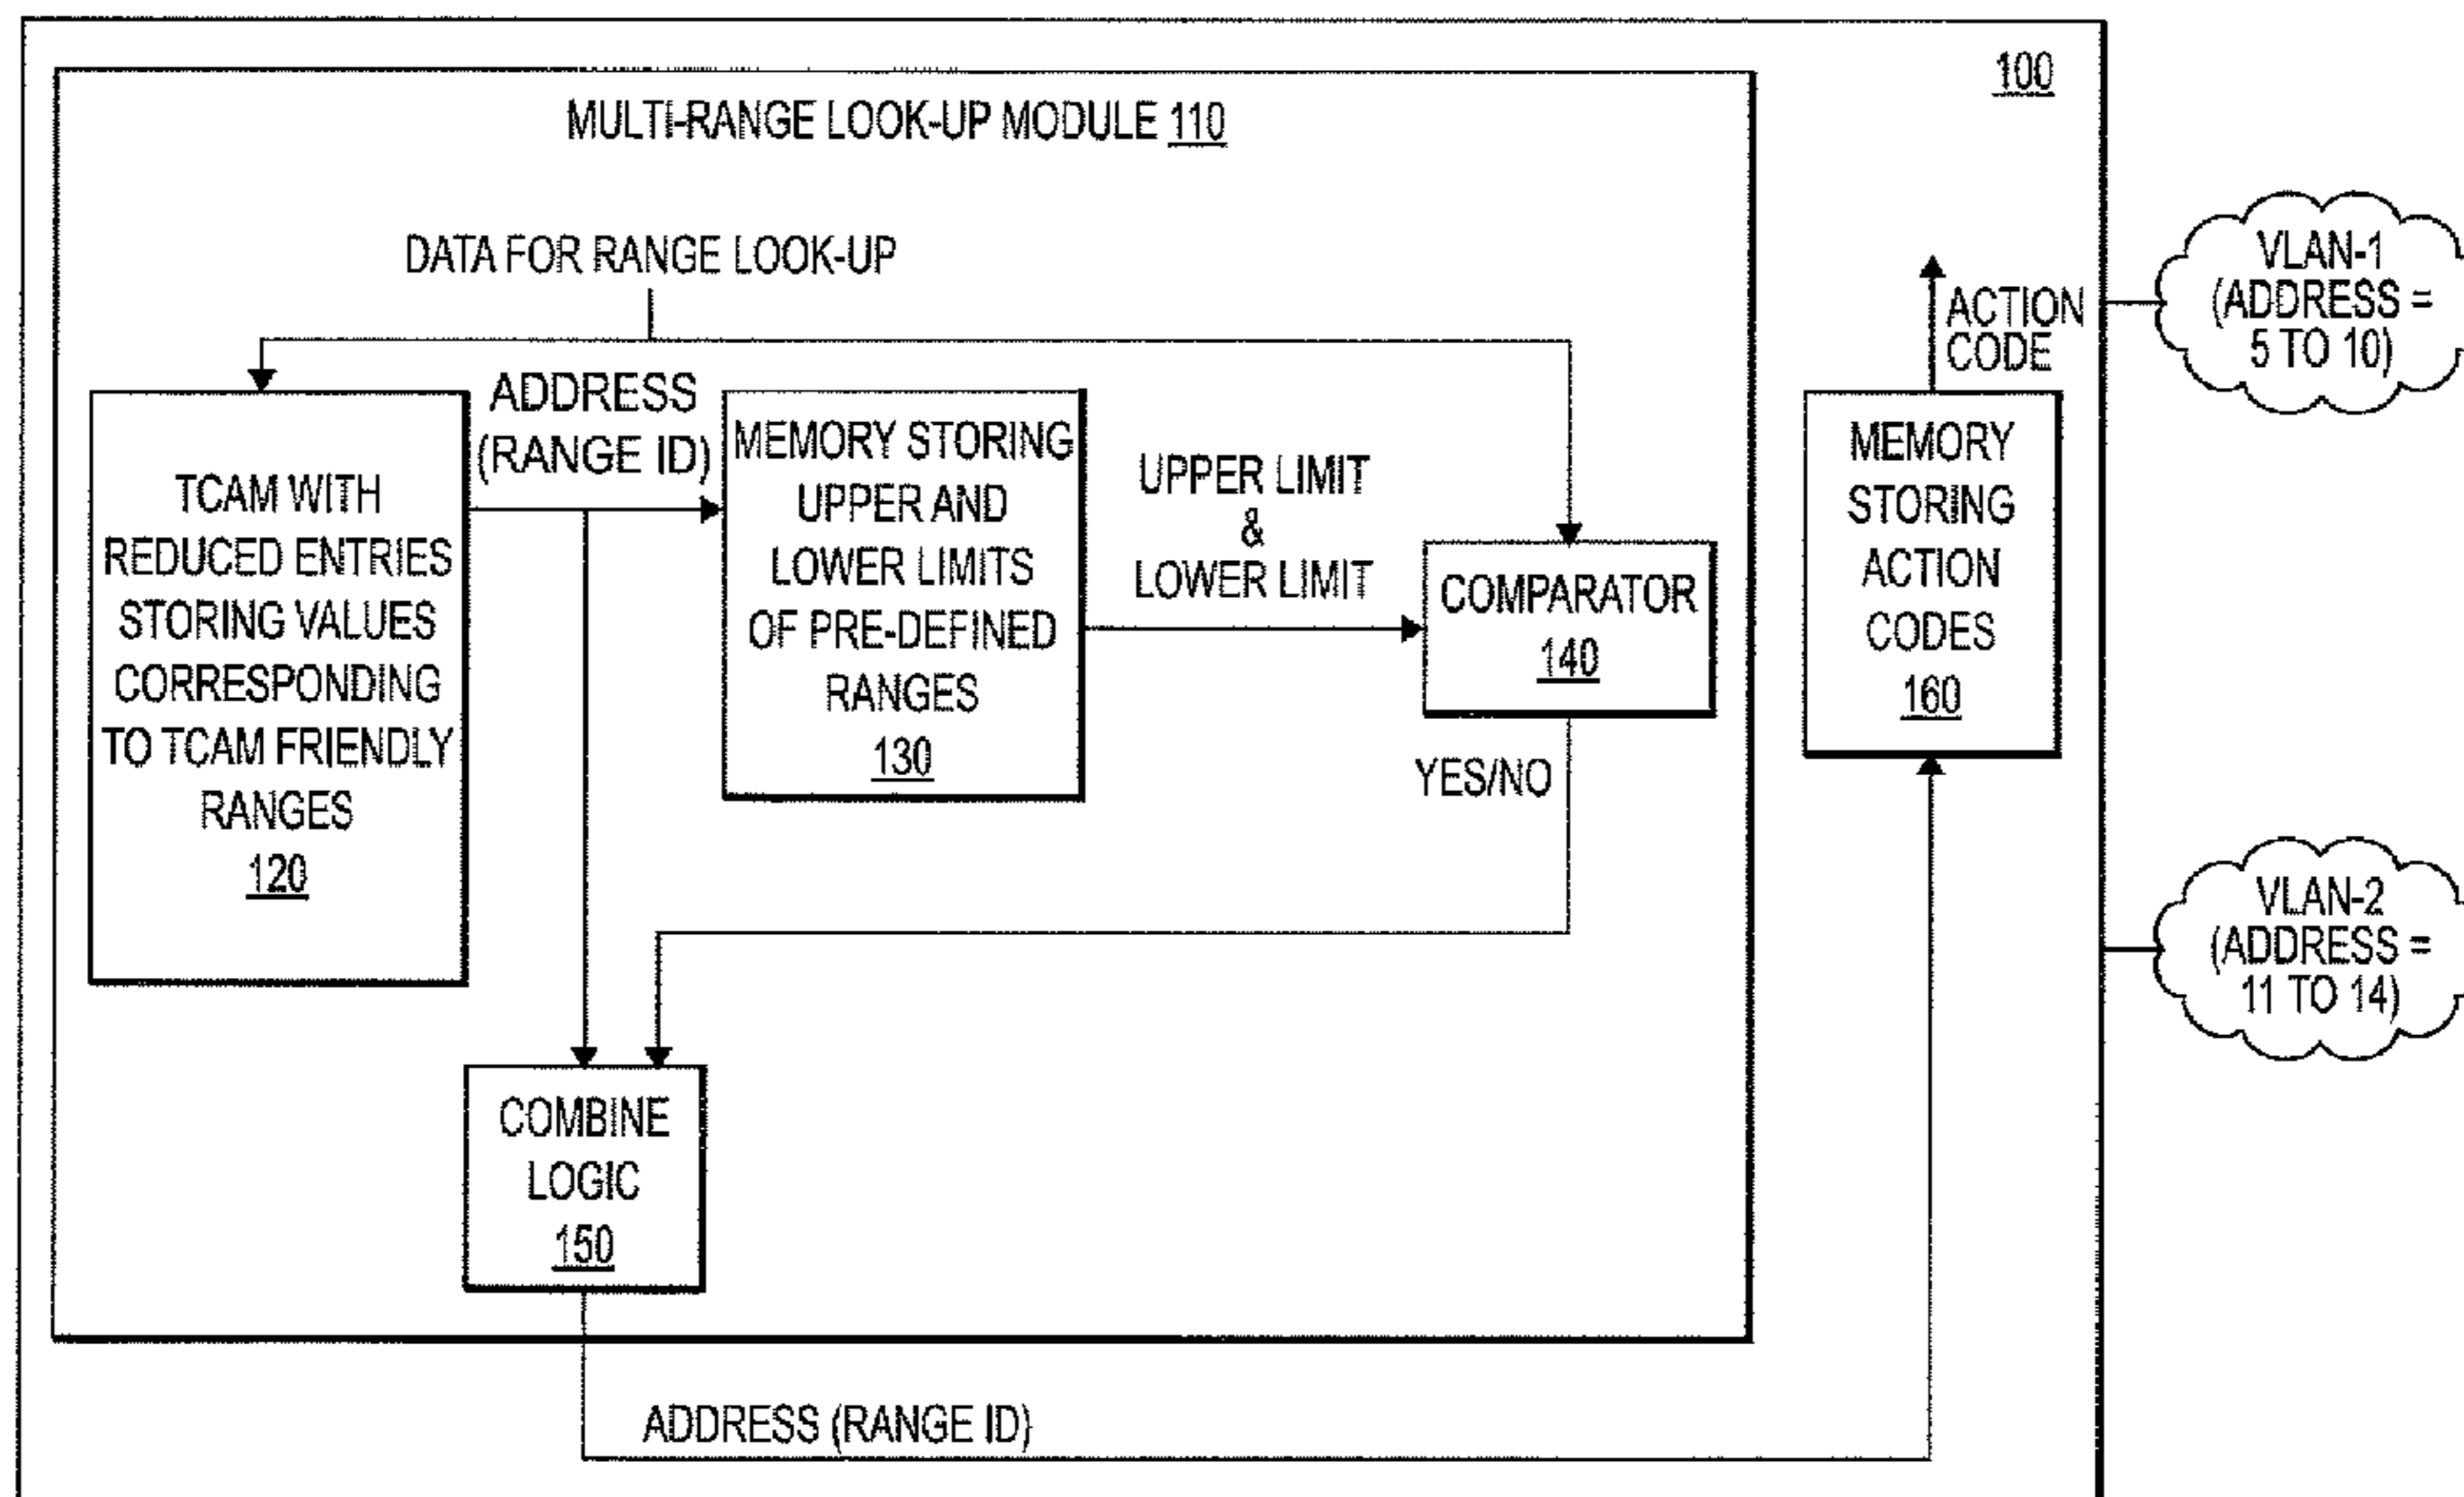 100
MULTI-RANGE LOOK-UP MODULE 110
DATA FOR RANGE LOOK-UP
TCAM WITH
REDUCED ENTRIES
STORING VALUES
CORRESPONDING
TO TCAM FRIENDLY
RANGES
120
ADDRESS
(RANGE ID)
MEMORY STORING
UPPER AND
LOWER LIMITS
OF PRE-DEFINED
RANGES
130
UPPER LIMIT
&
LOWER LIMIT
COMPARATOR
140
YES/NO
COMBINE
LOGIC
150
ADDRESS (RANGE ID)
ACTION
CODE
MEMORY
STORING
ACTION
CODES
160
VLAN-1
(ADDRESS =
5 TO 10)
VLAN-2
(ADDRESS =
11 TO 14)